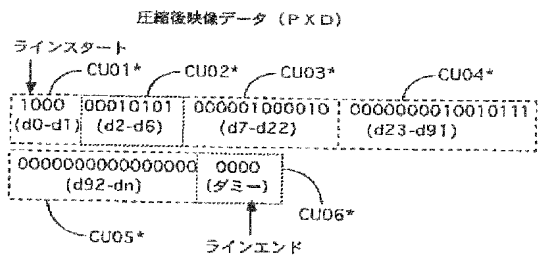 圧縮後映像データ (PXD)
ラインスタート
CU01* CU02* CU03* CU04*
1000 00010101 000001000010 0000000010010111
(d0-d1) (d2-d6) (d7-d22) (d23-d91)
0000000000000000 0000
(d92-dn) (ダミー)
CU06*
CU05*
ラインエンド